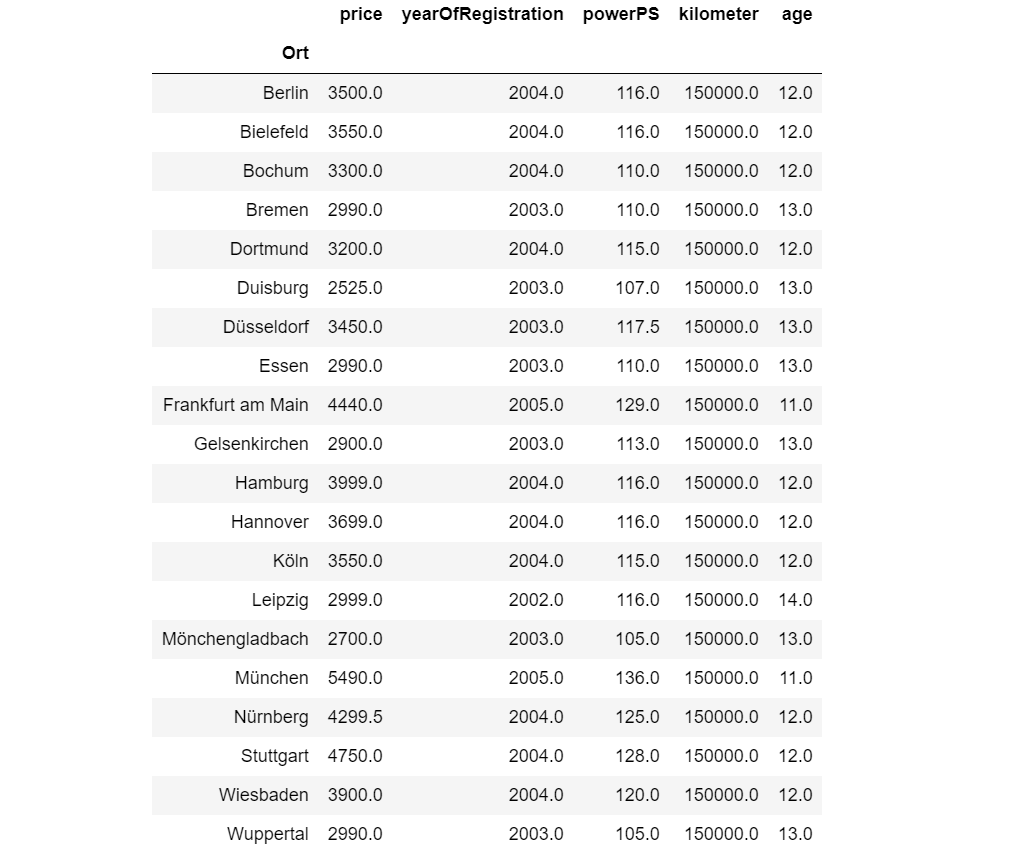 price yearOfRegistration powerPS kilometer age
Ort
Berlin 3500.0 2004.0 116.0 150000.0 12.0
Bielefeld 3550.0 2004.0 116.0 150000.0 12.0
Bochum 3300.0 2004.0 110.0 150000.0 12.0
Bremen 2990.0 2003.0 110.0 150000.0 13.0
Dortmund 3200.0 2004.0 115.0 150000.0 12.0
Duisburg 2525.0 2003.0 107.0 150000.0 13.0
Düsseldorf 3450.0 2003.0 117.5 150000.0 13.0
Essen 2990.0 2003.0 110.0 150000.0 13.0
Frankfurt am Main 4440.0 2005.0 129.0 150000.0 11.0
Gelsenkirchen 2900.0 2003.0 113.0 150000.0 13.0
Hamburg 3999.0 2004.0 116.0 150000.0 12.0
Hannover 3699.0 2004.0 116.0 150000.0 12.0
Köln 3550.0 2004.0 115.0 150000.0 12.0
Leipzig 2999.0 2002.0 116.0 150000.0 14.0
Mönchengladbach 2700.0 2003.0 105.0 150000.0 13.0
München 5490.0 2005.0 136.0 150000.0 11.0
Nürnberg 4299.5 2004.0 125.0 150000.0 12.0
Stuttgart 4750.0 2004.0 128.0 150000.0 12.0
Wiesbaden 3900.0 2004.0 120.0 150000.0 12.0
Wuppertal 2990.0 2003.0 105.0 150000.0 13.0